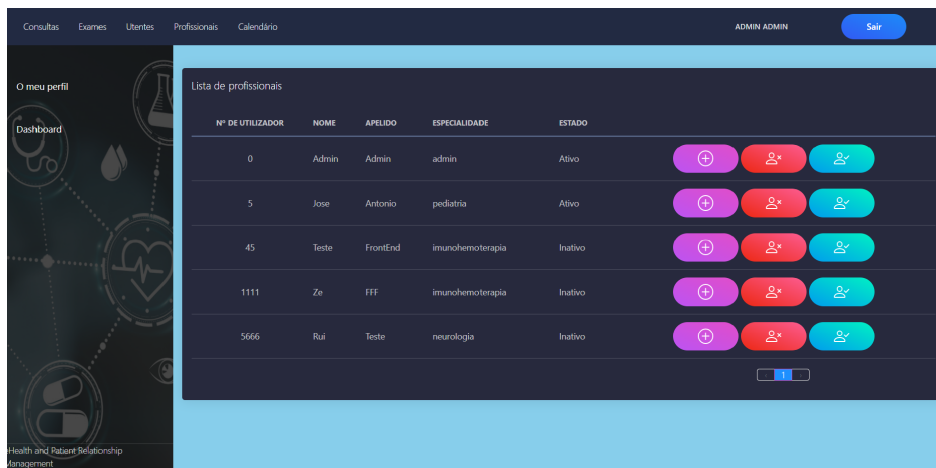 Consultas Exames Utentes Profissionais Calendário ADMIN ADMIN Sair
O meu perfil
Dashboard
Lista de profissionais
Nº DE UTILIZADOR NOME APELIDO ESPECIALIDADE ESTADO
0 Admin Admin admin Ativo
5 Jose Antonio pediatria Ativo
45 Teste FrontEnd imunohemoterapia Inativo
1111 Ze FFF imunohemoterapia Inativo
5666 Rui Teste neurologia Inativo
1
eHealth and Patient Relationship
Management